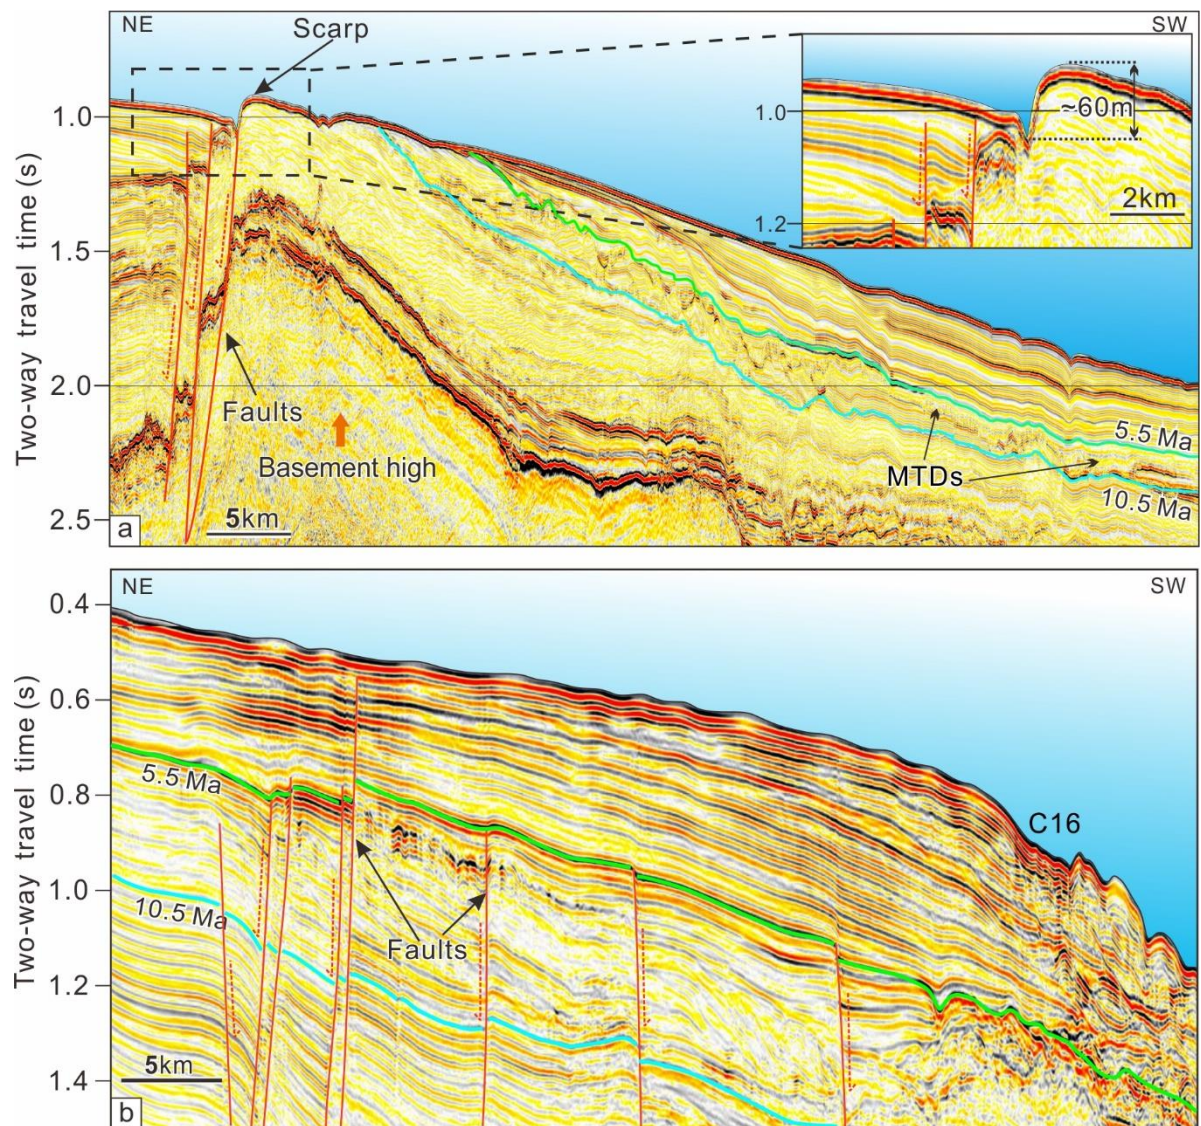 NE
Scarp
SW
1.0
~60m
1.2
2km
1.0
1.5
2.0
2.5
Two-way travel time (s)
Faults
Basement high
MTDs
5.5 Ma
10.5 Ma
5km
a
NE
SW
0.4
0.6
0.8
1.0
1.2
1.4
Two-way travel time (s)
5.5 Ma
C16
10.5 Ma
Faults
5km
b